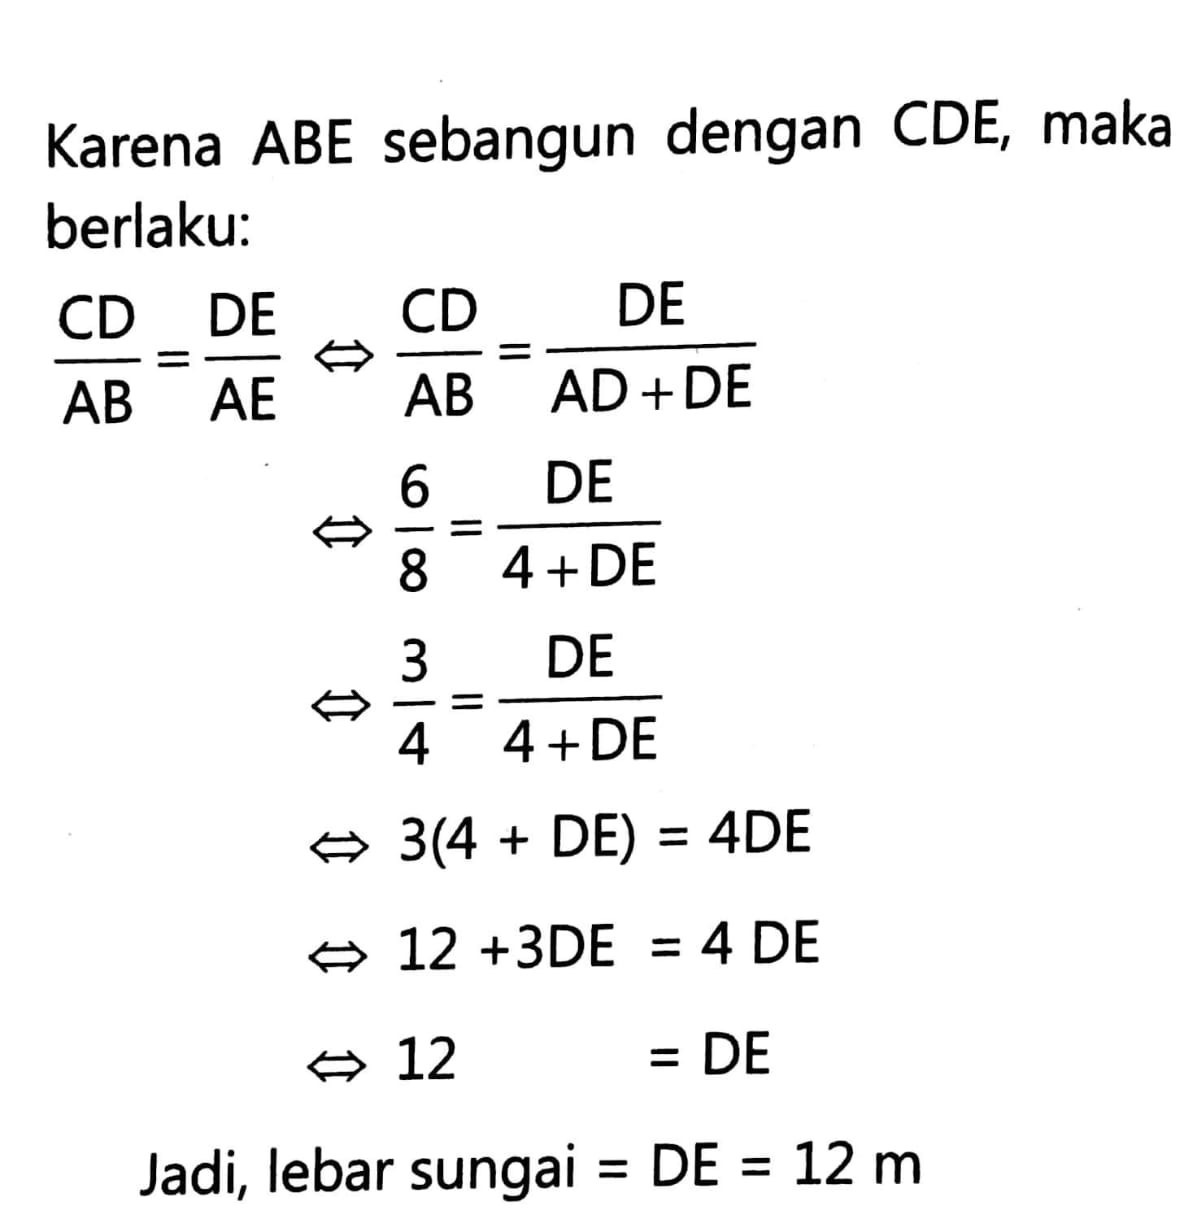 Karena ABE sebangun dengan CDE, maka
berlaku:
CD/AB = DE/AE ⇔ CD/AB = DE/(AD + DE)
⇔ 6/8 = DE/(4 + DE)
⇔ 3/4 = DE/(4 + DE)
⇔ 3(4 + DE) = 4DE
⇔ 12 +3DE = 4 DE
⇔ 12 = DE
Jadi, lebar sungai = DE = 12 m